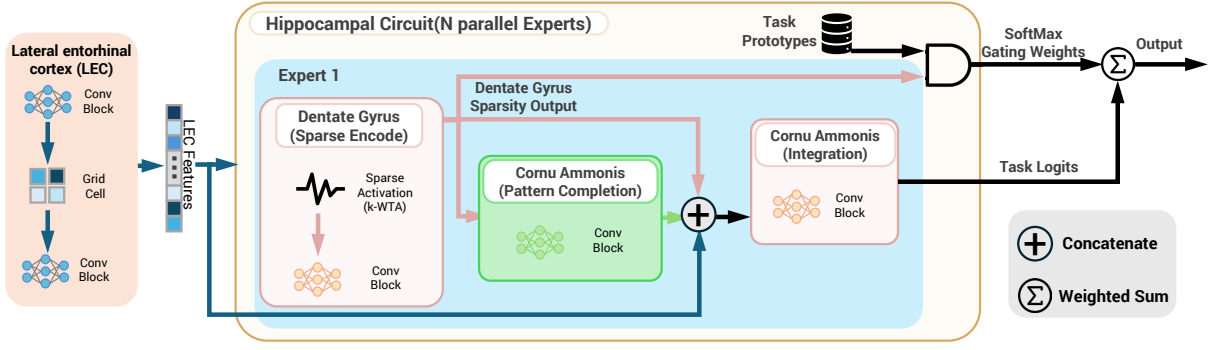 Lateral entorhinal
cortex (LEC)
Conv
Block
Grid
Cell
Conv
Block
LEC Features
Hippocampal Circuit(N parallel Experts)
Expert 1
Dentate Gyrus
(Sparse Encode)
Sparse
Activation
(k-WTA)
Conv
Block
Dentate Gyrus
Sparsity Output
Cornu Ammonis
(Pattern Completion)
Conv
Block
Cornu Ammonis
(Integration)
Conv
Block
Task
Prototypes
SoftMax
Gating Weights
Σ
Output
Task Logits
Concatenate
Σ
Weighted Sum